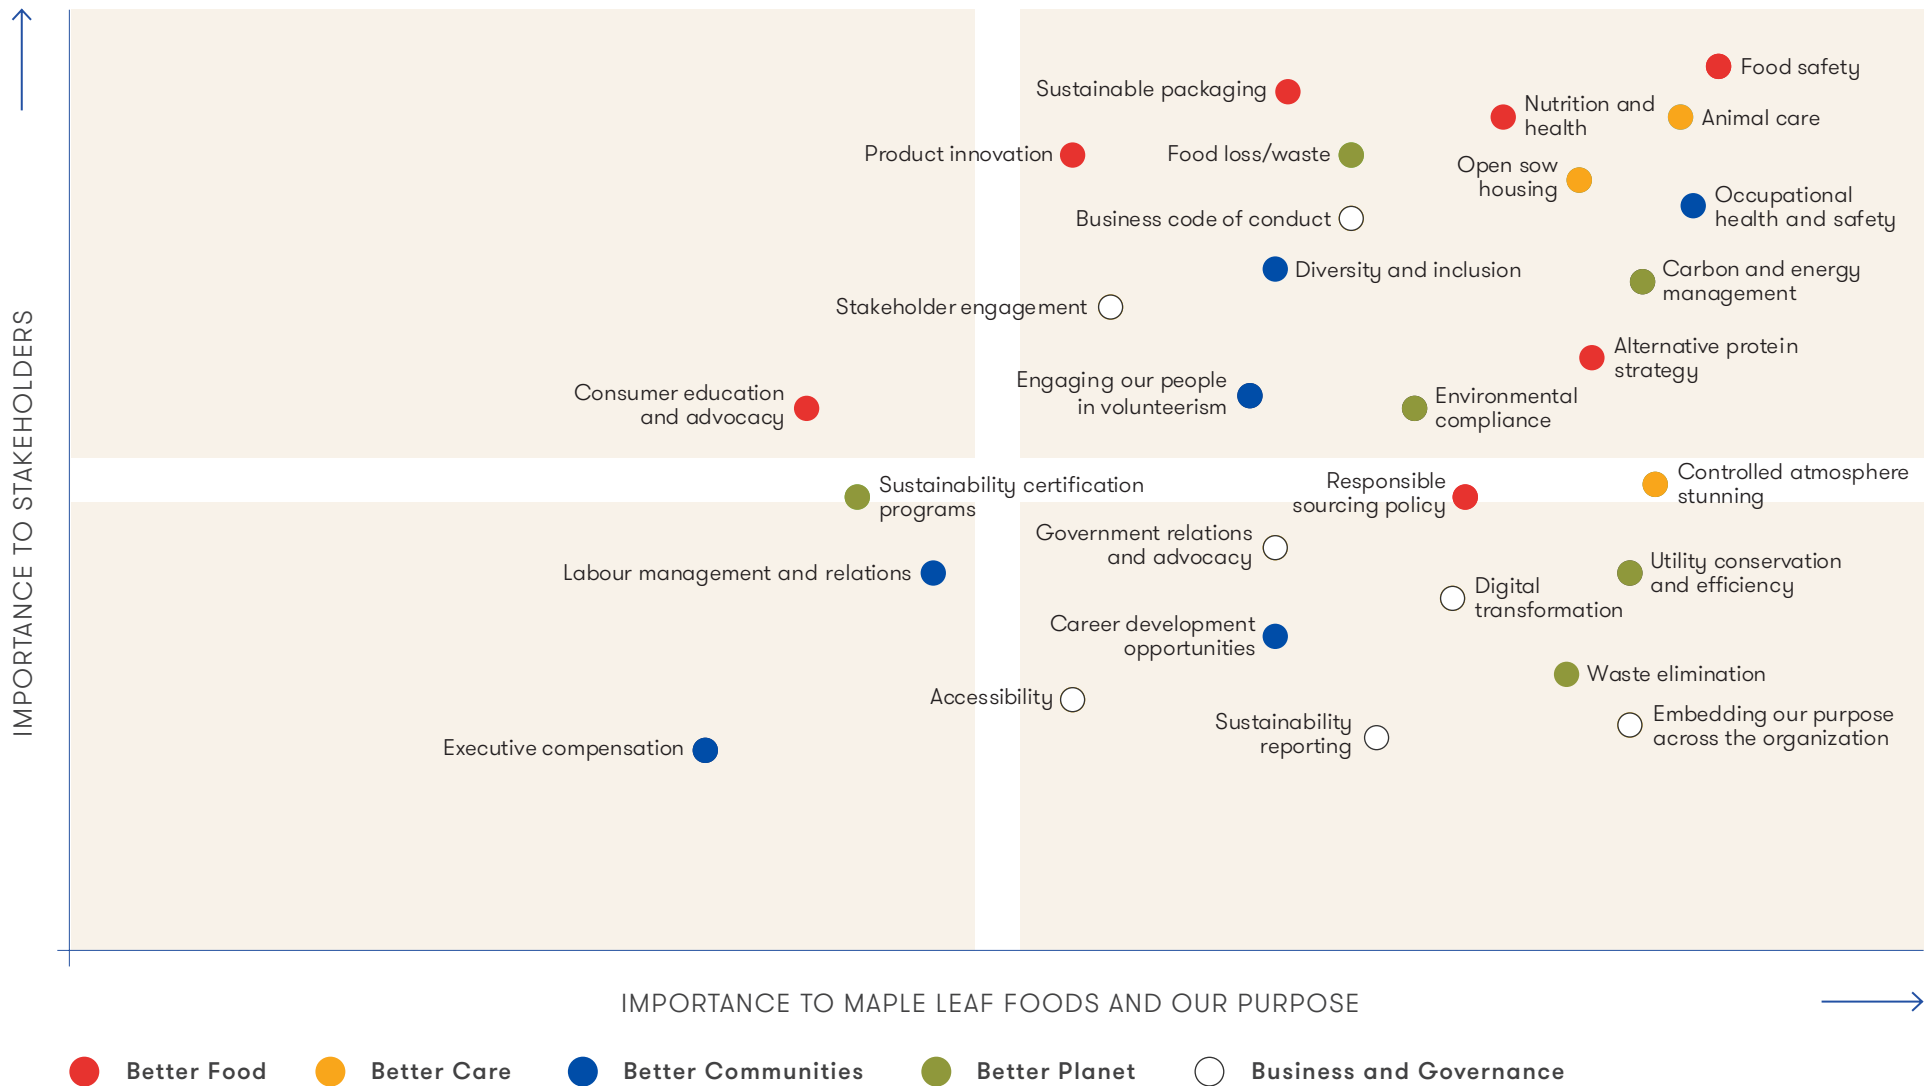 Food safety
Sustainable packaging
Nutrition and
health
Animal care
Product innovation
Food loss/waste
Open sow
housing
Occupational
health and safety
Business code of conduct
Diversity and inclusion
Carbon and energy
management
Stakeholder engagement
Alternative protein
strategy
Engaging our people
in volunteerism
Consumer education
and advocacy
Environmental
compliance
Controlled atmosphere
stunning
Sustainability certification
programs
Responsible
sourcing policy
Government relations
and advocacy
Utility conservation
and efficiency
Labour management and relations
Digital
transformation
Career development
opportunities
Waste elimination
Accessibility
Embedding our purpose
across the organization
Sustainability
reporting
Executive compensation
IMPORTANCE TO STAKEHOLDERS
IMPORTANCE TO MAPLE LEAF FOODS AND OUR PURPOSE
Better Food
Better Care
Better Communities
Better Planet
Business and Governance